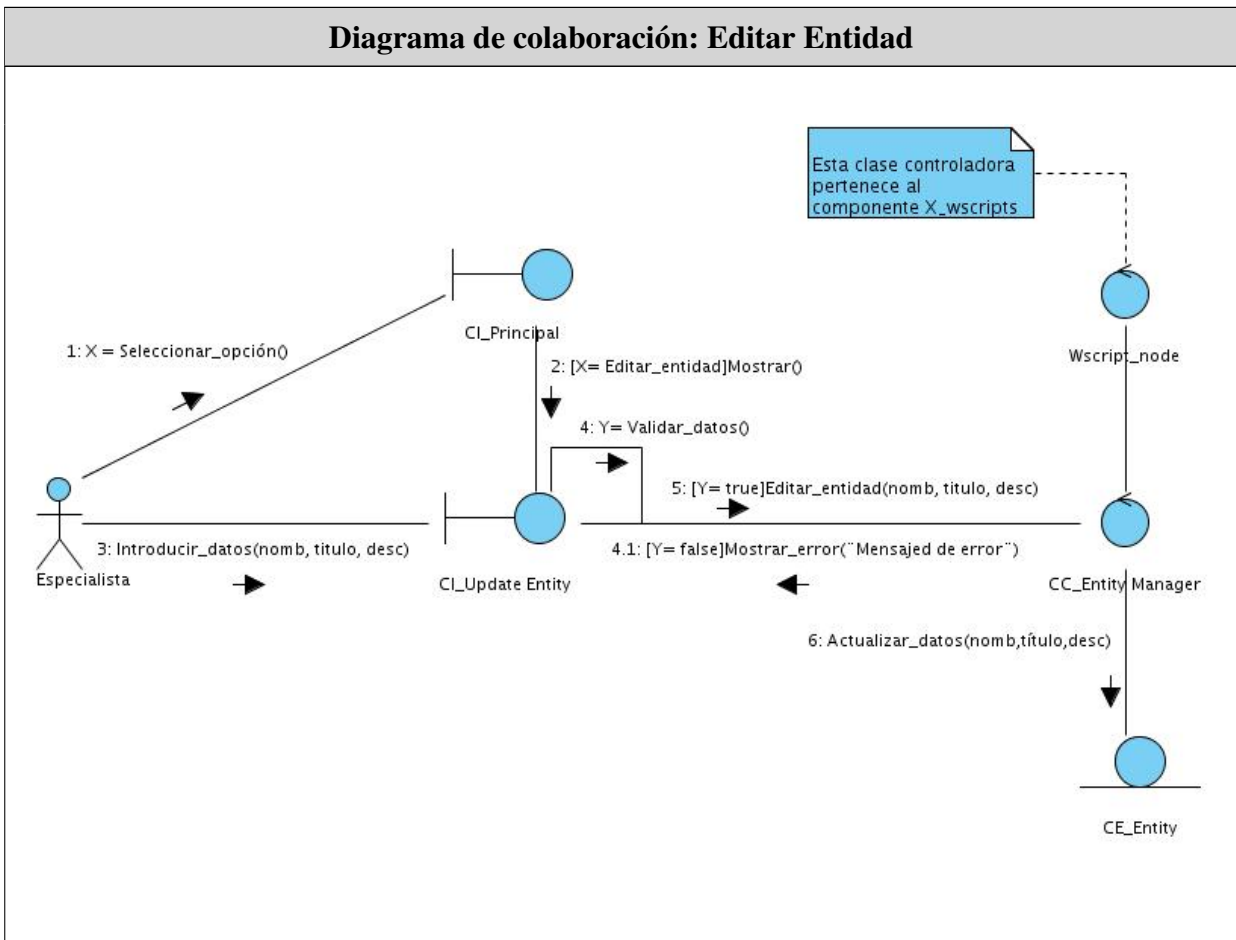 Diagrama de colaboración: Editar Entidad
Esta clase controladora
pertenece al
componente X_wscripts
CI_Principal
1: X = Seleccionar_opción()
2: [X= Editar_entidad]Mostrar()
Wscript_node
4: Y= Validar_datos()
5: [Y= true]Editar_entidad(nomb, titulo, desc)
3: Introducir_datos(nomb, titulo, desc)
4.1: [Y= false]Mostrar_error(¨Mensajed de error¨)
Especialista
CI_Update Entity
CC_Entity Manager
6: Actualizar_datos(nomb,título,desc)
CE_Entity